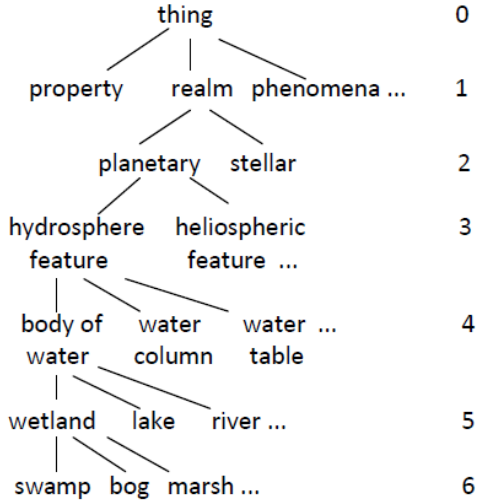 thing 0
property realm phenomena ... 1
planetary stellar 2
hydrosphere heliospheric 3
feature feature ...
body of water water ... 4
water column table
wetland lake river ... 5
swamp bog marsh ... 6